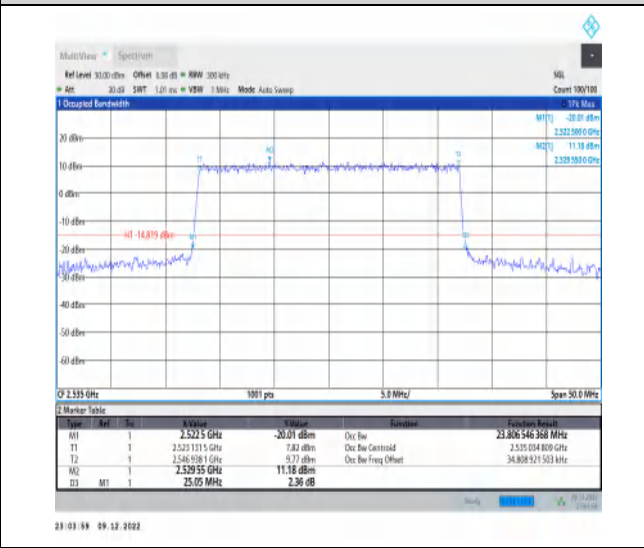 MultiView Spectrum
Ref Level 30.00 dBm Offset 8.50 dB RBW 300 kHz SGL
Att 30 dB SWT 1.01 ms VBW 1 MHz Mode Auto Sweep Count 100/100
1 Occupied Bandwidth 1Pk Max
M1[1] -20.01 dBm
2.522 500 0 GHz
20 dBm
M2[1] 11.18 dBm
2.529 550 0 GHz
M2
T1
10 dBm
0 dBm
-10 dBm
H1 -14.819 dBm
M1
-20 dBm
-30 dBm
-40 dBm
-50 dBm
-60 dBm
CF 2.535 GHz 1001 pts 5.0 MHz/ Span 50.0 MHz
2 Marker Table
Type Ref Trc X-Value Y-Value Function Function Result
M1 1 2.5225 GHz -20.01 dBm Occ Bw 23.806 546 368 MHz
T1 1 2.523 131 5 GHz 7.82 dBm Occ Bw Centroid 2.535 034 809 GHz
T2 1 2.546 938 1 GHz 9.77 dBm Occ Bw Freq Offset 34.808 921 503 kHz
M2 1 2.529 55 GHz 11.18 dBm
D3 M1 1 25.05 MHz 2.36 dB
Ready
23:03:59 09.12.2022